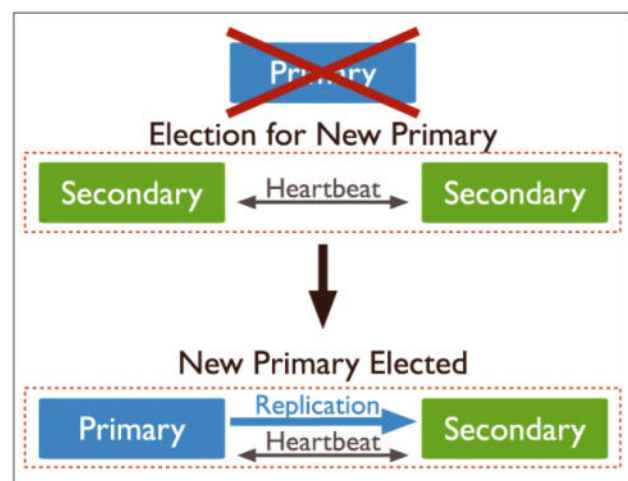 Primary
Election for New Primary
Secondary Heartbeat Secondary
New Primary Elected
Replication
Primary Secondary
Heartbeat